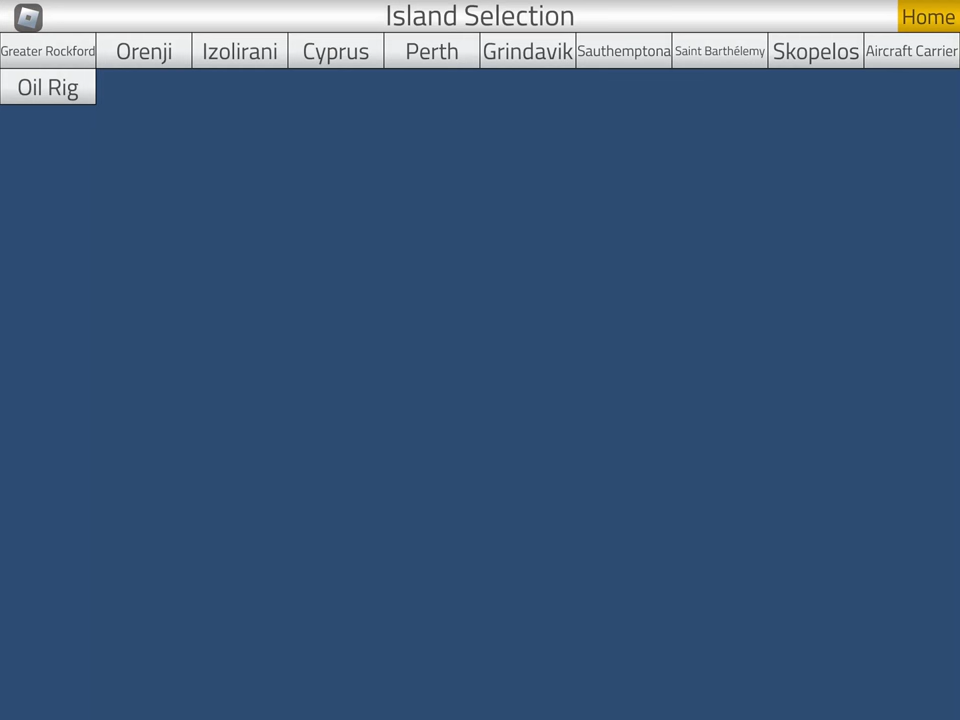 Island Selection
Home
Greater Rockford
Orenji
Izolirani
Cyprus
Perth
Grindavik
Sauthemptona
Saint Barthélemy
Skopelos
Aircraft Carrier
Oil Rig